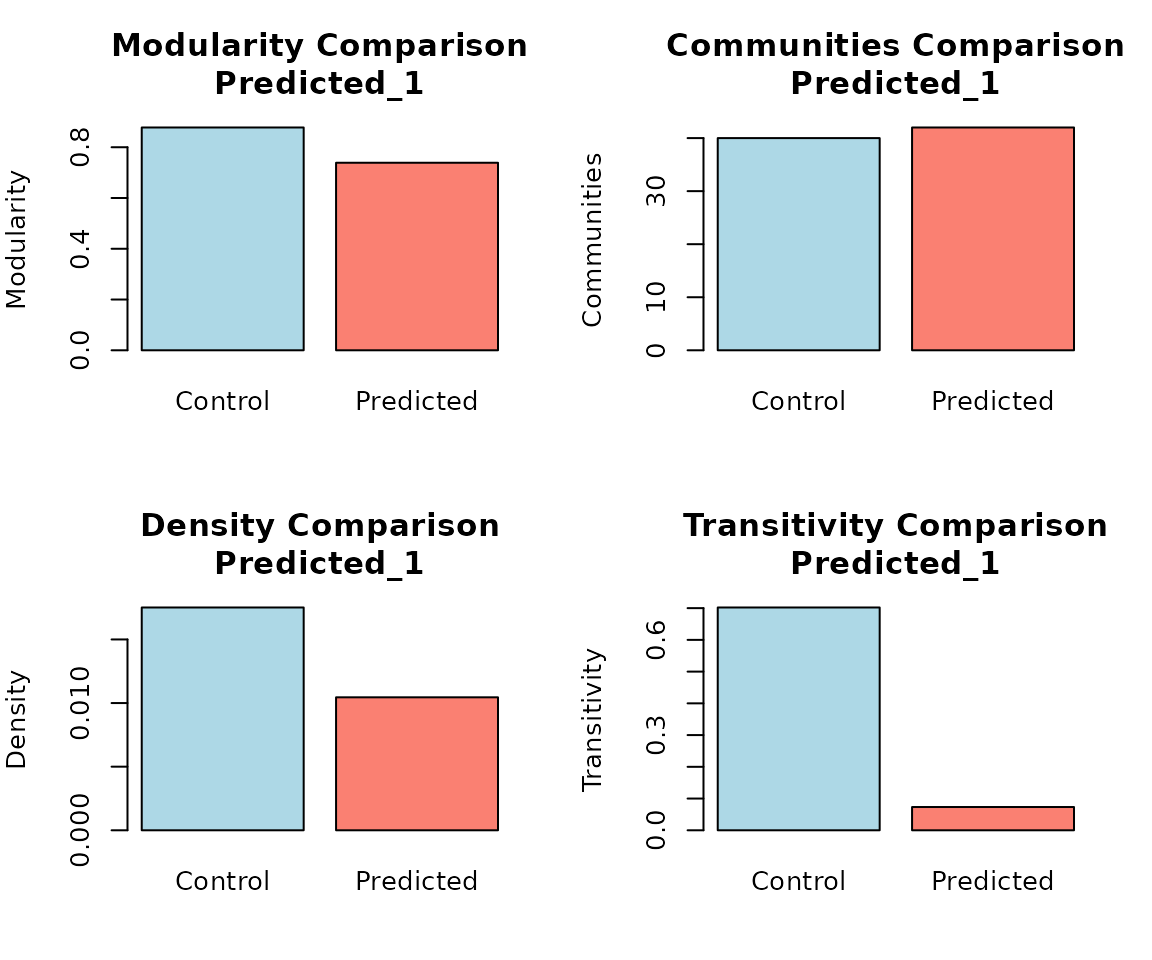 Modularity Comparison
Predicted_1
Modularity
0.8
0.4
0.0
Control
Predicted
Communities Comparison
Predicted_1
Communities
30
10
0
Control
Predicted
Density Comparison
Predicted_1
Density
0.010
0.000
Control
Predicted
Transitivity Comparison
Predicted_1
Transitivity
0.6
0.3
0.0
Control
Predicted